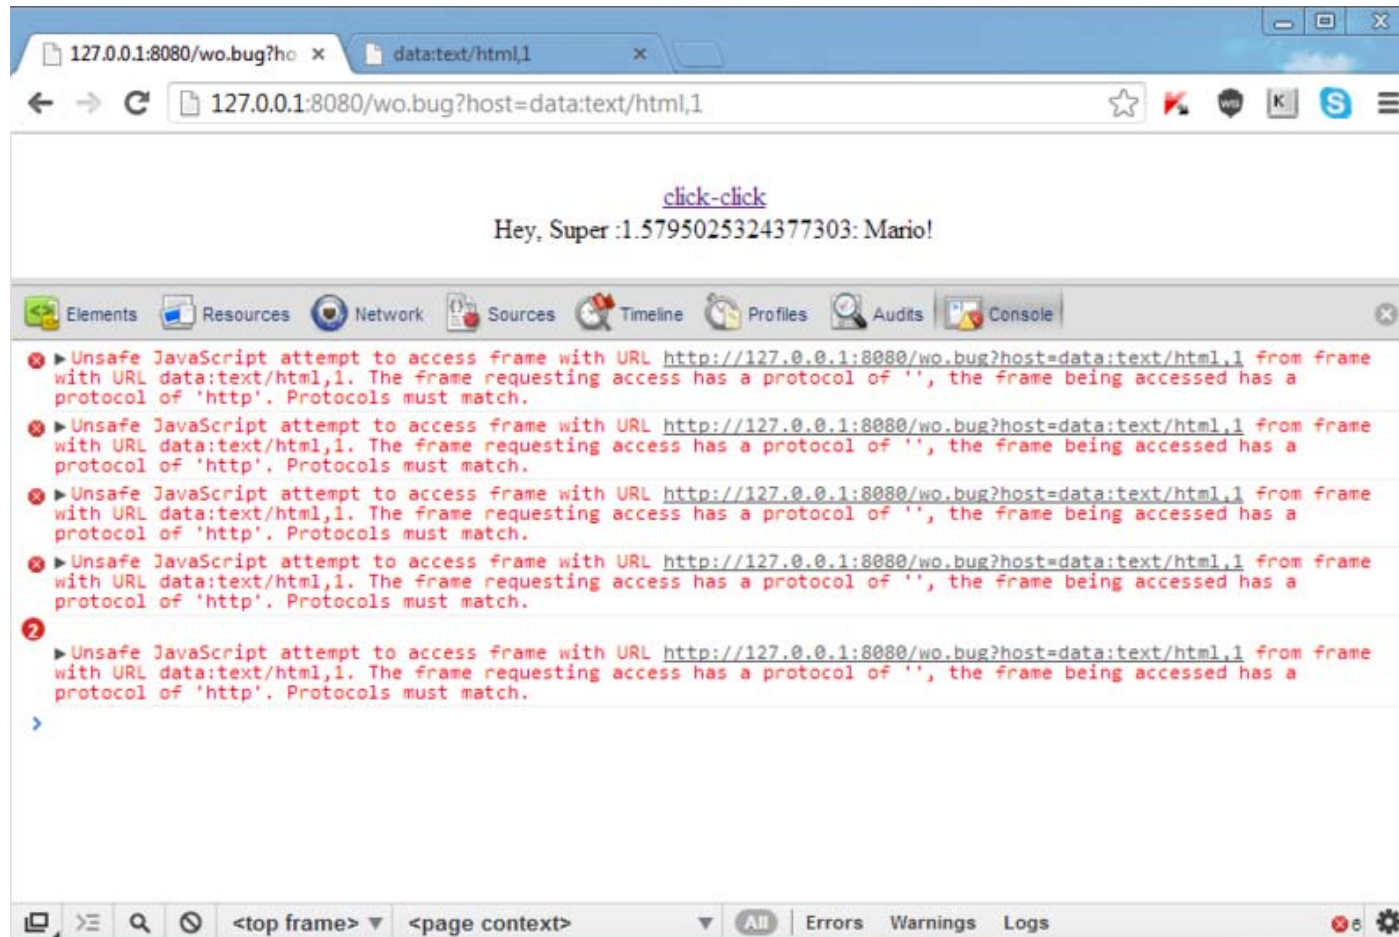 127.0.0.1:8080/wo.bug?ho
data:text/html,1
127.0.0.1:8080/wo.bug?host=data:text/html,1
click-click
Hey, Super :1.5795025324377303: Mario!
Elements Resources Network Sources Timeline Profiles Audits Console
Unsafe JavaScript attempt to access frame with URL http://127.0.0.1:8080/wo.bug?host=data:text/html,1 from frame
with URL data:text/html,1. The frame requesting access has a protocol of '', the frame being accessed has a
protocol of 'http'. Protocols must match.
Unsafe JavaScript attempt to access frame with URL http://127.0.0.1:8080/wo.bug?host=data:text/html,1 from frame
with URL data:text/html,1. The frame requesting access has a protocol of '', the frame being accessed has a
protocol of 'http'. Protocols must match.
Unsafe JavaScript attempt to access frame with URL http://127.0.0.1:8080/wo.bug?host=data:text/html,1 from frame
with URL data:text/html,1. The frame requesting access has a protocol of '', the frame being accessed has a
protocol of 'http'. Protocols must match.
Unsafe JavaScript attempt to access frame with URL http://127.0.0.1:8080/wo.bug?host=data:text/html,1 from frame
with URL data:text/html,1. The frame requesting access has a protocol of '', the frame being accessed has a
protocol of 'http'. Protocols must match.
2
Unsafe JavaScript attempt to access frame with URL http://127.0.0.1:8080/wo.bug?host=data:text/html,1 from frame
with URL data:text/html,1. The frame requesting access has a protocol of '', the frame being accessed has a
protocol of 'http'. Protocols must match.
<top frame> <page context> All Errors Warnings Logs 6